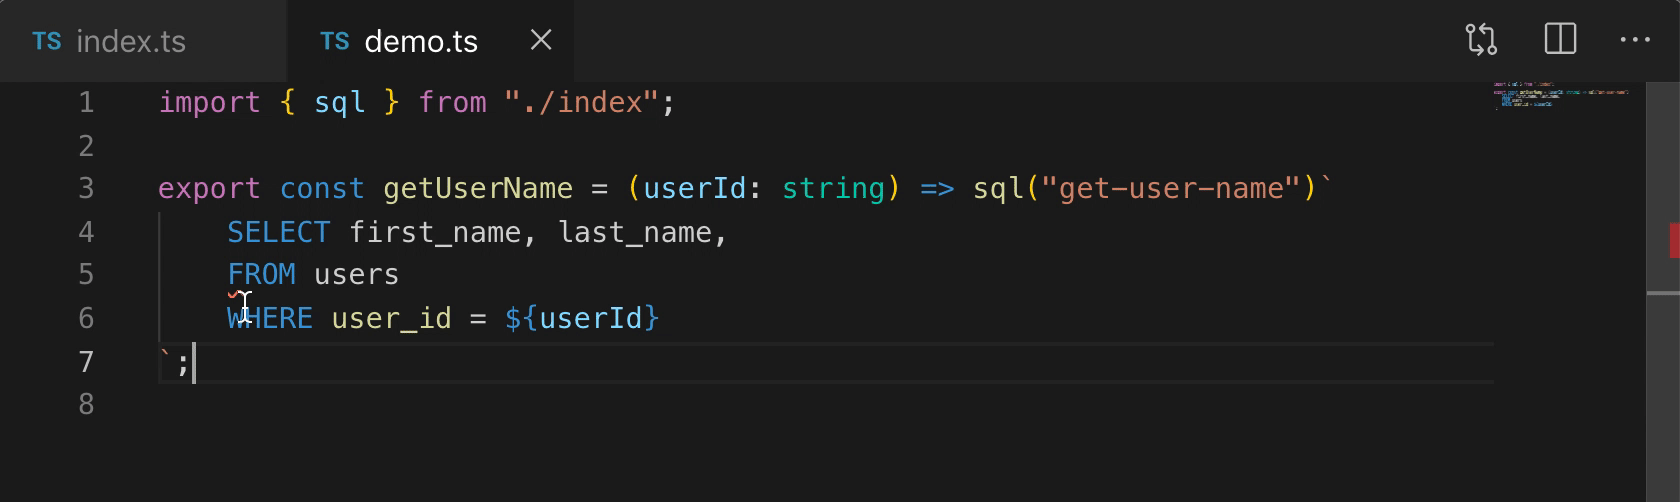 TS index.ts TS demo.ts
1 import { sql } from "./index";
2
3 export const getUserName = (userId: string) => sql("get-user-name")`
4     SELECT first_name, last_name,
5     FROM users
6     WHERE user_id = ${userId}
7 `;
8